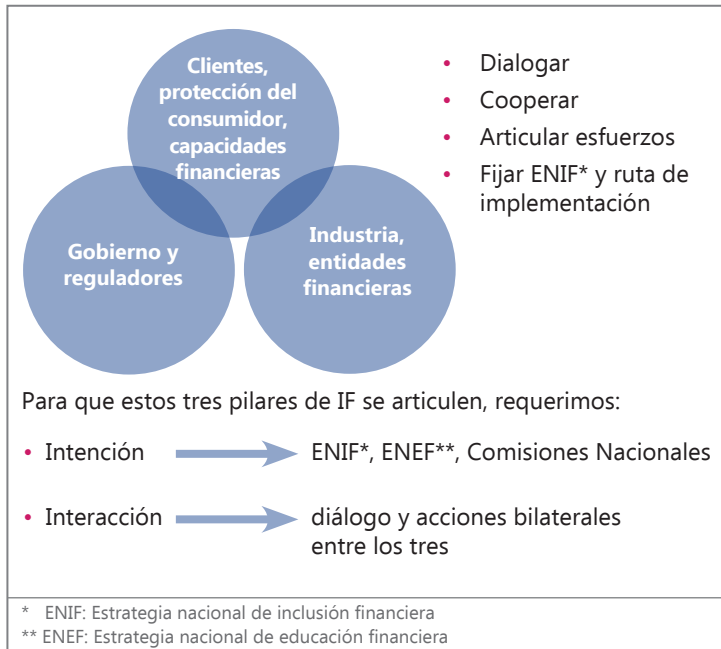 Clientes,
protección del
consumidor,
capacidades
financieras
Gobierno y
reguladores
Industria,
entidades
financieras
• Dialogar
• Cooperar
• Articular esfuerzos
• Fijar ENIF* y ruta de
implementación
Para que estos tres pilares de IF se articulen, requerimos:
• Intención ENIF*, ENEF**, Comisiones Nacionales
• Interacción diálogo y acciones bilaterales
entre los tres
* ENIF: Estrategia nacional de inclusión financiera
** ENEF: Estrategia nacional de educación financiera